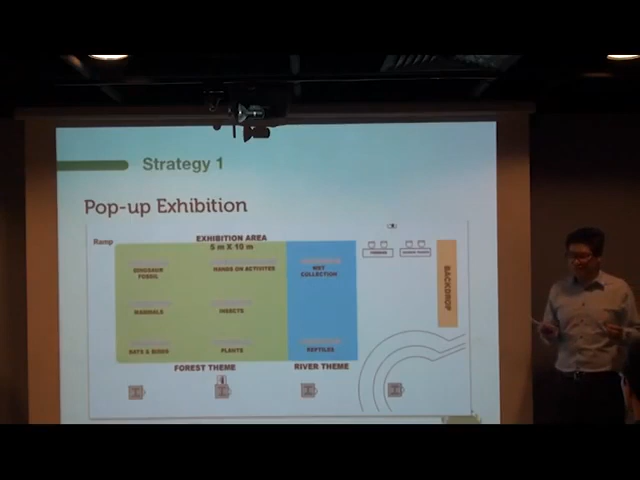 Strategy 1
Pop-up Exhibition
Ramp
EXHIBITION AREA
5 m X 10 m
DINOSAUR
FOSSIL
HANDS ON ACTIVITES
WET
COLLECTION
MAMMALS
INSECTS
BATS & BIRDS
PLANTS
REPTILES
FOREST THEME
RIVER THEME
BACKDROP